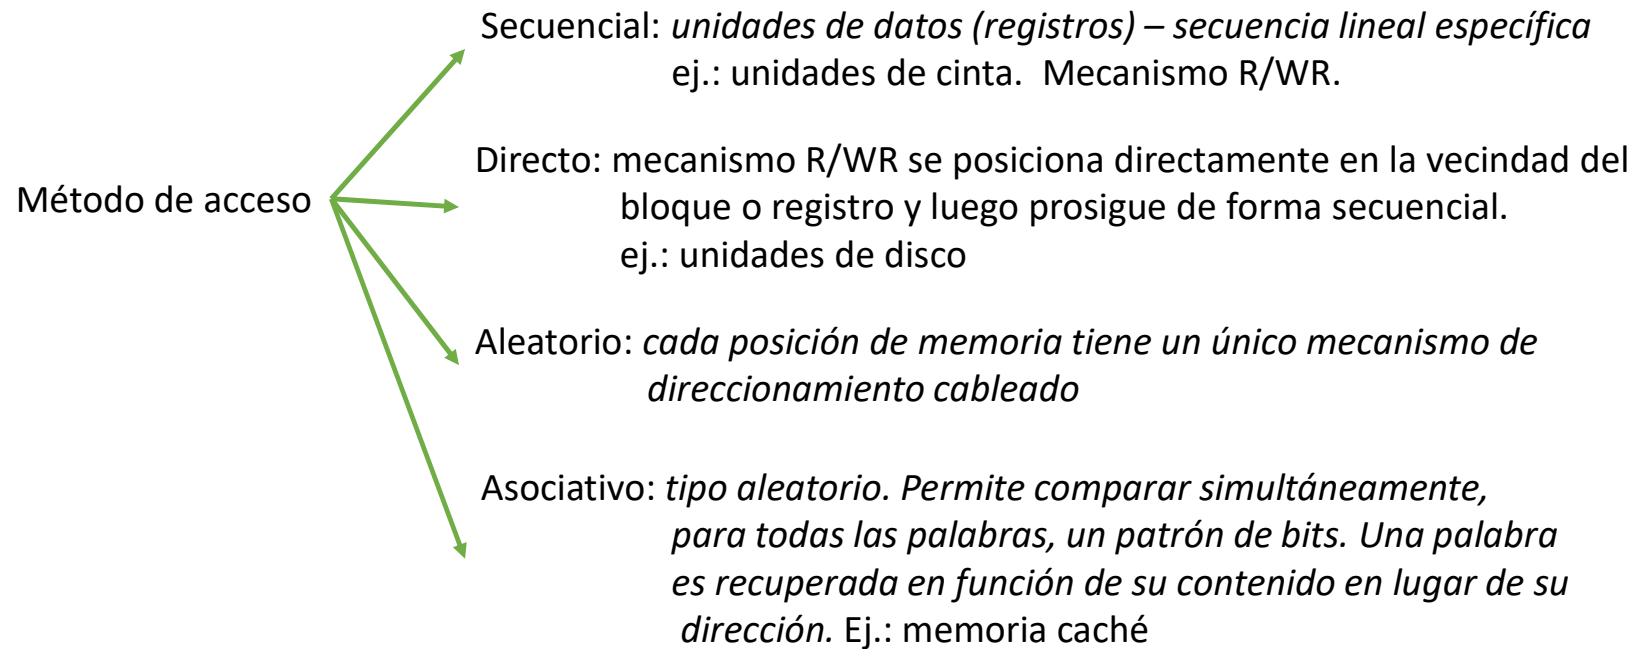 Secuencial: unidades de datos (registros) – secuencia lineal específica
ej.: unidades de cinta. Mecanismo R/WR.
Directo: mecanismo R/WR se posiciona directamente en la vecindad del
Método de acceso
bloque o registro y luego prosigue de forma secuencial.
ej.: unidades de disco
Aleatorio: cada posición de memoria tiene un único mecanismo de
direccionamiento cableado
Asociativo: tipo aleatorio. Permite comparar simultáneamente,
para todas las palabras, un patrón de bits. Una palabra
es recuperada en función de su contenido en lugar de su
dirección. Ej.: memoria caché